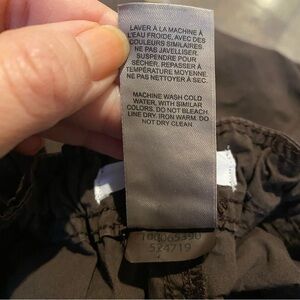 LAVER À LA MACHINE À
L'EAU FROIDE, AVEC DES
COULEURS SIMILAIRES.
NE PAS JAVELLISER.
SUSPENDRE POUR
SÉCHER. REPASSER À
TEMPÉRATURE MOYENNE.
NE PAS NETTOYER À SEC.
MACHINE WASH COLD
WATER, WITH SIMILAR
COLORS. DO NOT BLEACH.
LINE DRY. IRON WARM. DO
NOT DRY CLEAN.
100065390
524719